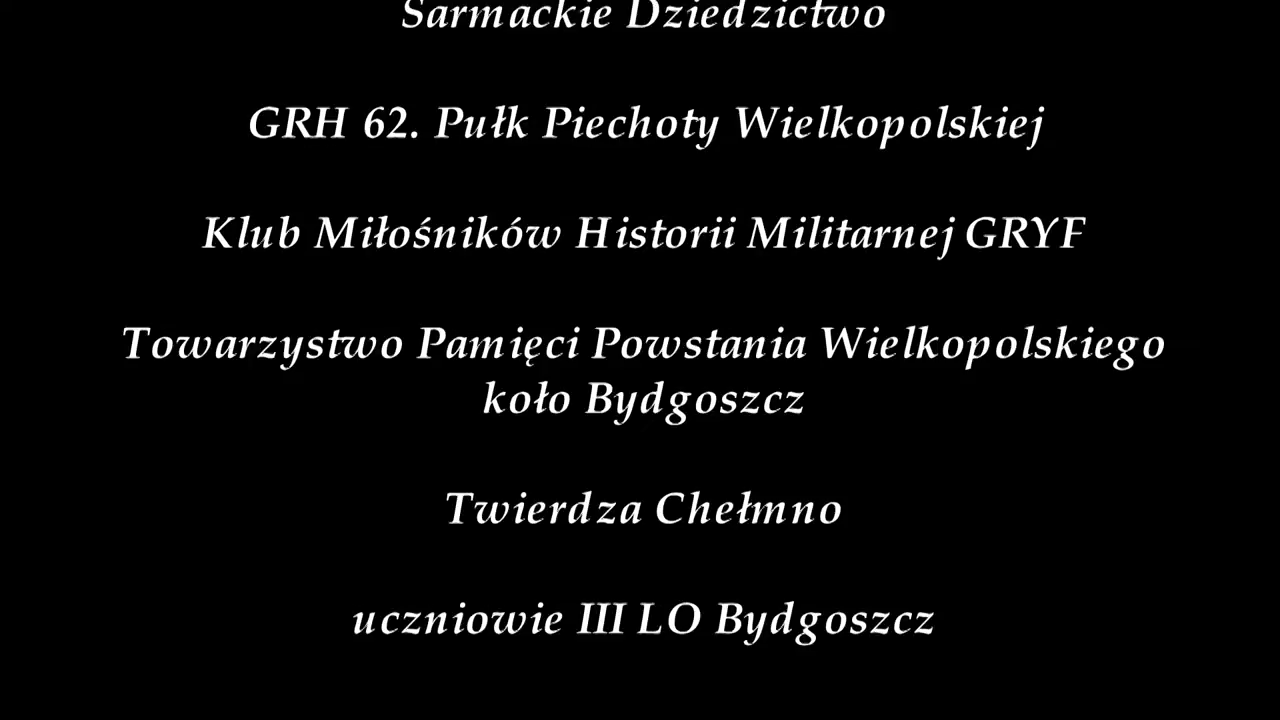 Sarmackie Dziedzictwo
GRH 62. Pułk Piechoty Wielkopolskiej
Klub Miłośników Historii Militarnej GRYF
Towarzystwo Pamięci Powstania Wielkopolskiego
koło Bydgoszcz
Twierdza Chełmno
uczniowie III LO Bydgoszcz